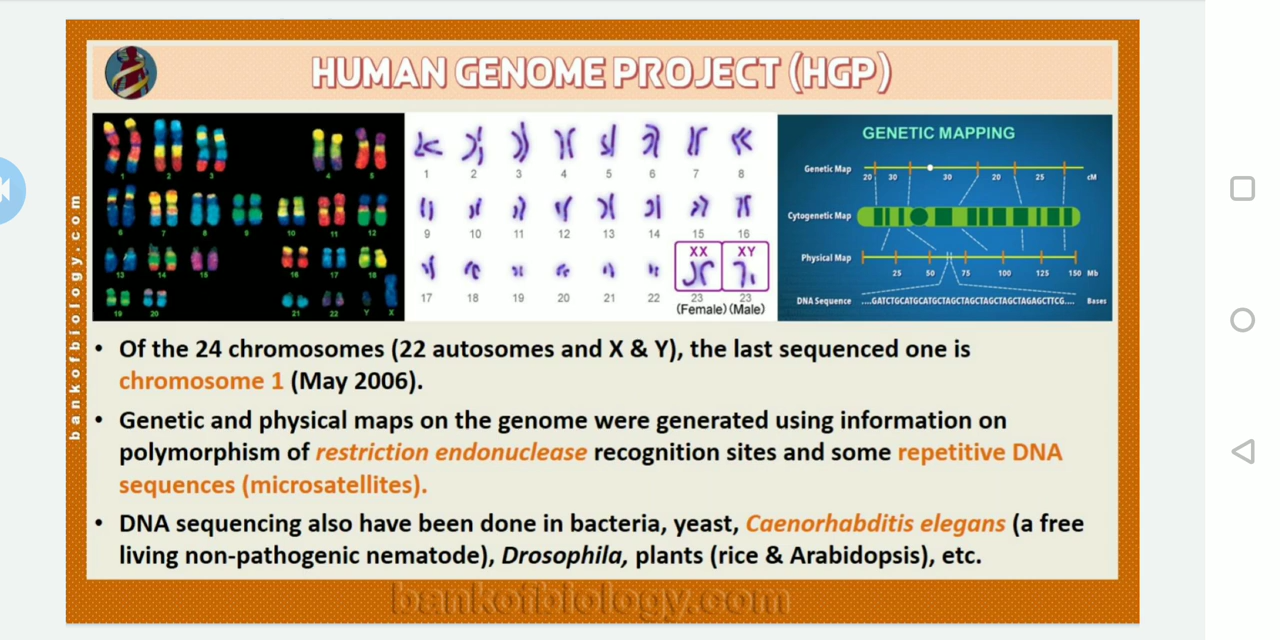 HUMAN GENOME PROJECT (HGP)
bankofbiology.com
1 2 3 4 5
6 7 8 9 10 11 12
13 14 15 16 17 18
19 20 21 22 Y X
1 2 3 4 5 6 7 8
9 10 11 12 13 14 15 16
XX XY
17 18 19 20 21 22 23 23
(Female) (Male)
GENETIC MAPPING
Genetic Map 20 30 30 20 25 cM
Cytogenetic Map
Physical Map
25 50 75 100 125 150 Mb
DNA Sequence ....GATCTGCATGCATGCTAGCTAGCTAGCTAGCTAGAGCTTCG.... Bases
• Of the 24 chromosomes (22 autosomes and X & Y), the last sequenced one is
chromosome 1 (May 2006).
• Genetic and physical maps on the genome were generated using information on
polymorphism of restriction endonuclease recognition sites and some repetitive DNA
sequences (microsatellites).
• DNA sequencing also have been done in bacteria, yeast, Caenorhabditis elegans (a free
living non-pathogenic nematode), Drosophila, plants (rice & Arabidopsis), etc.
bankofbiology.com